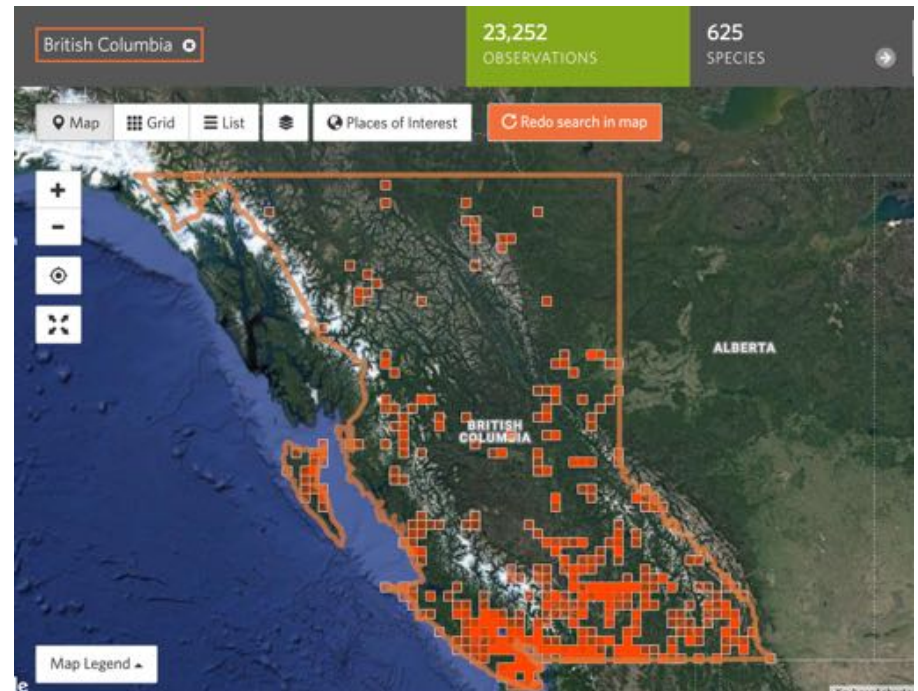 British Columbia
23,252
OBSERVATIONS
625
SPECIES
Map
Grid
List
Places of Interest
Redo search in map
+
−
ALBERTA
BRITISH
COLUMBIA
Map Legend
le